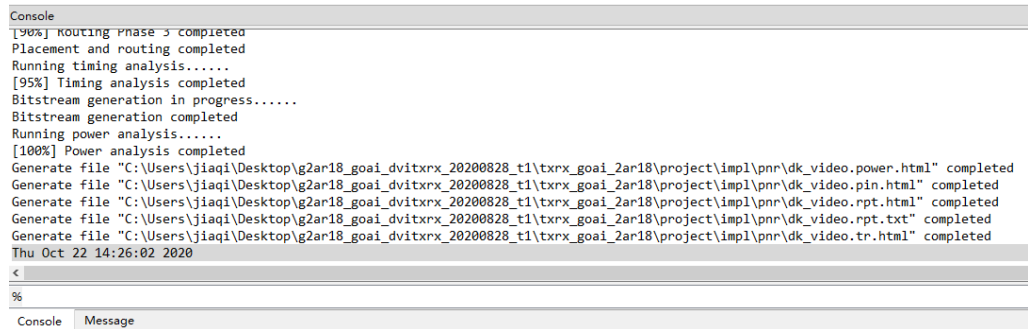 Console
[90%] Routing Phase 3 completed
Placement and routing completed
Running timing analysis......
[95%] Timing analysis completed
Bitstream generation in progress......
Bitstream generation completed
Running power analysis......
[100%] Power analysis completed
Generate file "C:\Users\jiaqi\Desktop\g2ar18_goai_dvitxrx_20200828_t1\txrx_goai_2ar18\project\impl\pnr\dk_video.power.html" completed
Generate file "C:\Users\jiaqi\Desktop\g2ar18_goai_dvitxrx_20200828_t1\txrx_goai_2ar18\project\impl\pnr\dk_video.pin.html" completed
Generate file "C:\Users\jiaqi\Desktop\g2ar18_goai_dvitxrx_20200828_t1\txrx_goai_2ar18\project\impl\pnr\dk_video.rpt.html" completed
Generate file "C:\Users\jiaqi\Desktop\g2ar18_goai_dvitxrx_20200828_t1\txrx_goai_2ar18\project\impl\pnr\dk_video.rpt.txt" completed
Generate file "C:\Users\jiaqi\Desktop\g2ar18_goai_dvitxrx_20200828_t1\txrx_goai_2ar18\project\impl\pnr\dk_video.tr.html" completed
Thu Oct 22 14:26:02 2020
%
Console Message